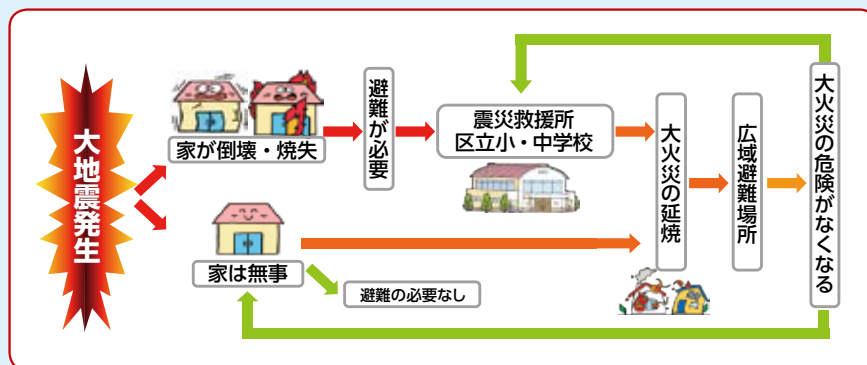 大地震発生
家が倒壊・焼失
避難が必要
震災救援所
区立小・中学校
大火災の延焼
広域避難場所
大火災の危険がなくなる
家は無事
避難の必要なし